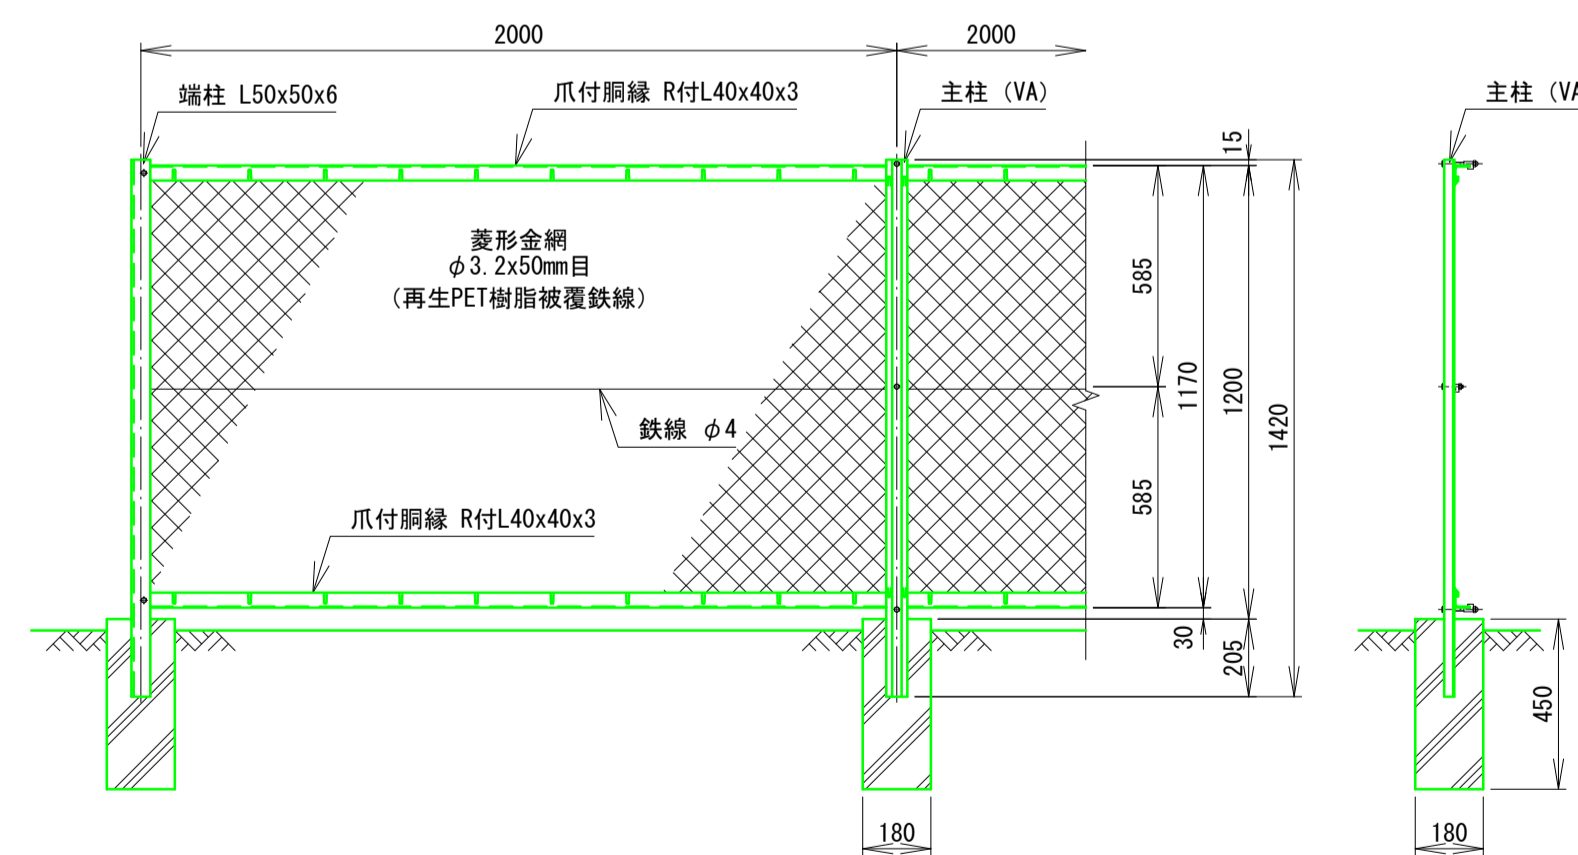 2000
2000
端柱 L50x50x6
爪付胴縁 R付L40x40x3
主柱 (VA)
主柱 (VA
15
菱形金網
φ3.2x50mm目
(再生PET樹脂被覆鉄線)
585
1170
1200
1420
鉄線 φ4
585
爪付胴縁 R付L40x40x3
30
205
450
180
180